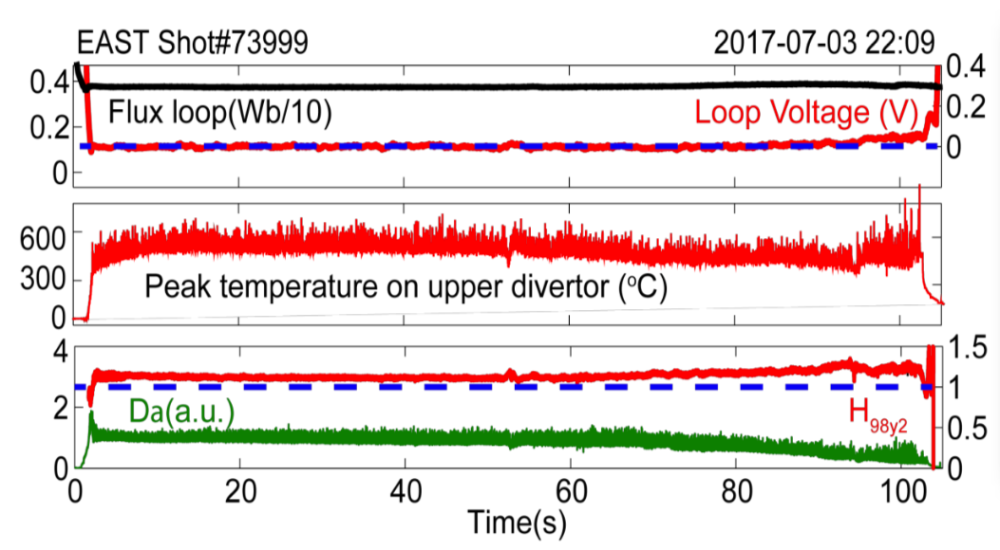 EAST Shot#73999 2017-07-03 22:09
0.4 0.4
Flux loop(Wb/10) Loop Voltage (V)
0.2 0.2
0 0
600
300
Peak temperature on upper divertor (°C)
0
4 1.5
1
2 Da(a.u.) H98y2
0.5
0 0
0 20 40 60 80 100
Time(s)